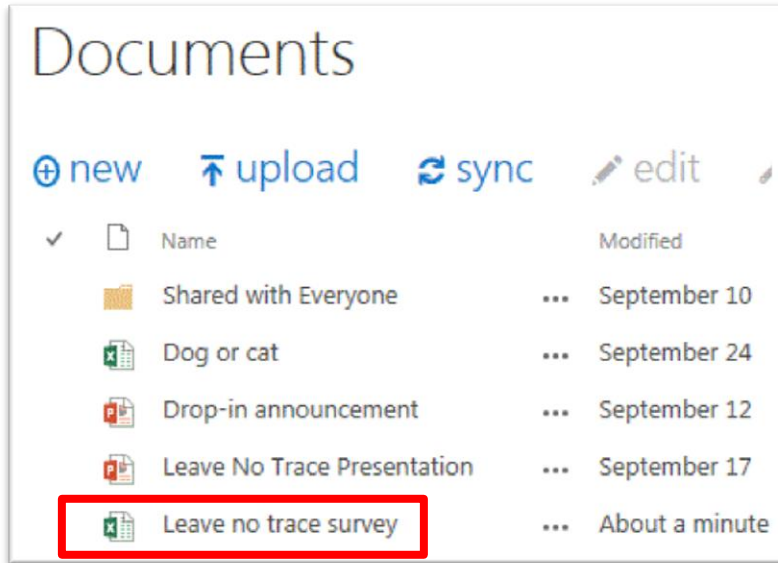 Documents
new upload sync edit
Name Modified
Shared with Everyone ... September 10
Dog or cat ... September 24
Drop-in announcement ... September 12
Leave No Trace Presentation ... September 17
Leave no trace survey ... About a minute